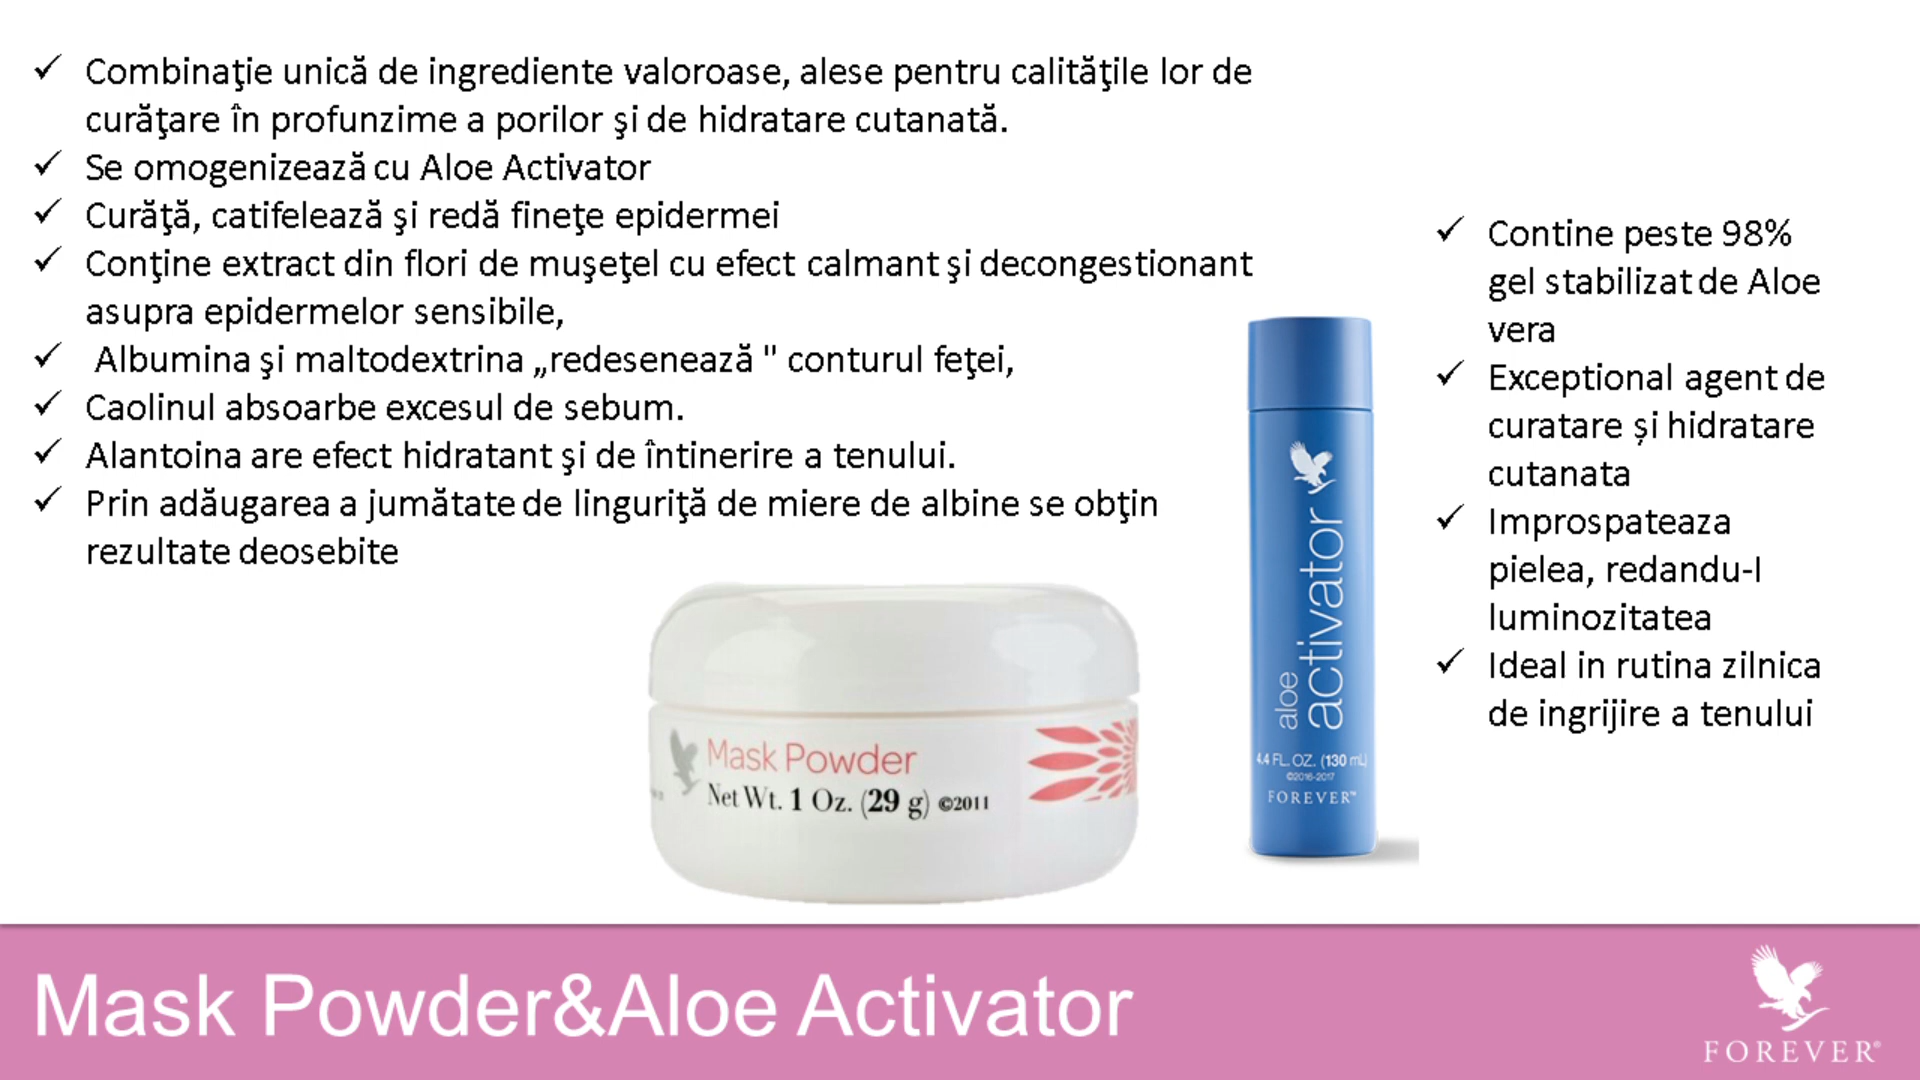 ✓ Combinaţie unică de ingrediente valoroase, alese pentru calităţile lor de
curăţare în profunzime a porilor şi de hidratare cutanată.
✓ Se omogenizează cu Aloe Activator
✓ Curăţă, catifelează şi redă fineţe epidermei
✓ Conţine extract din flori de muşeţel cu efect calmant şi decongestionant
asupra epidermelor sensibile,
✓ Albumina şi maltodextrina „redesenează " conturul feţei,
✓ Caolinul absoarbe excesul de sebum.
✓ Alantoina are efect hidratant şi de întinerire a tenului.
✓ Prin adăugarea a jumătate de linguriţă de miere de albine se obţin
rezultate deosebite
Mask Powder
Net Wt. 1 Oz. (29 g) ©2011
aloe
activator
4.4 FL. OZ. (130 mL)
©2016-2017
FOREVER™
✓ Contine peste 98%
gel stabilizat de Aloe
vera
✓ Exceptional agent de
curatare și hidratare
cutanata
✓ Improspateaza
pielea, redandu-I
luminozitatea
✓ Ideal in rutina zilnica
de ingrijire a tenului
Mask Powder&Aloe Activator
FOREVER®